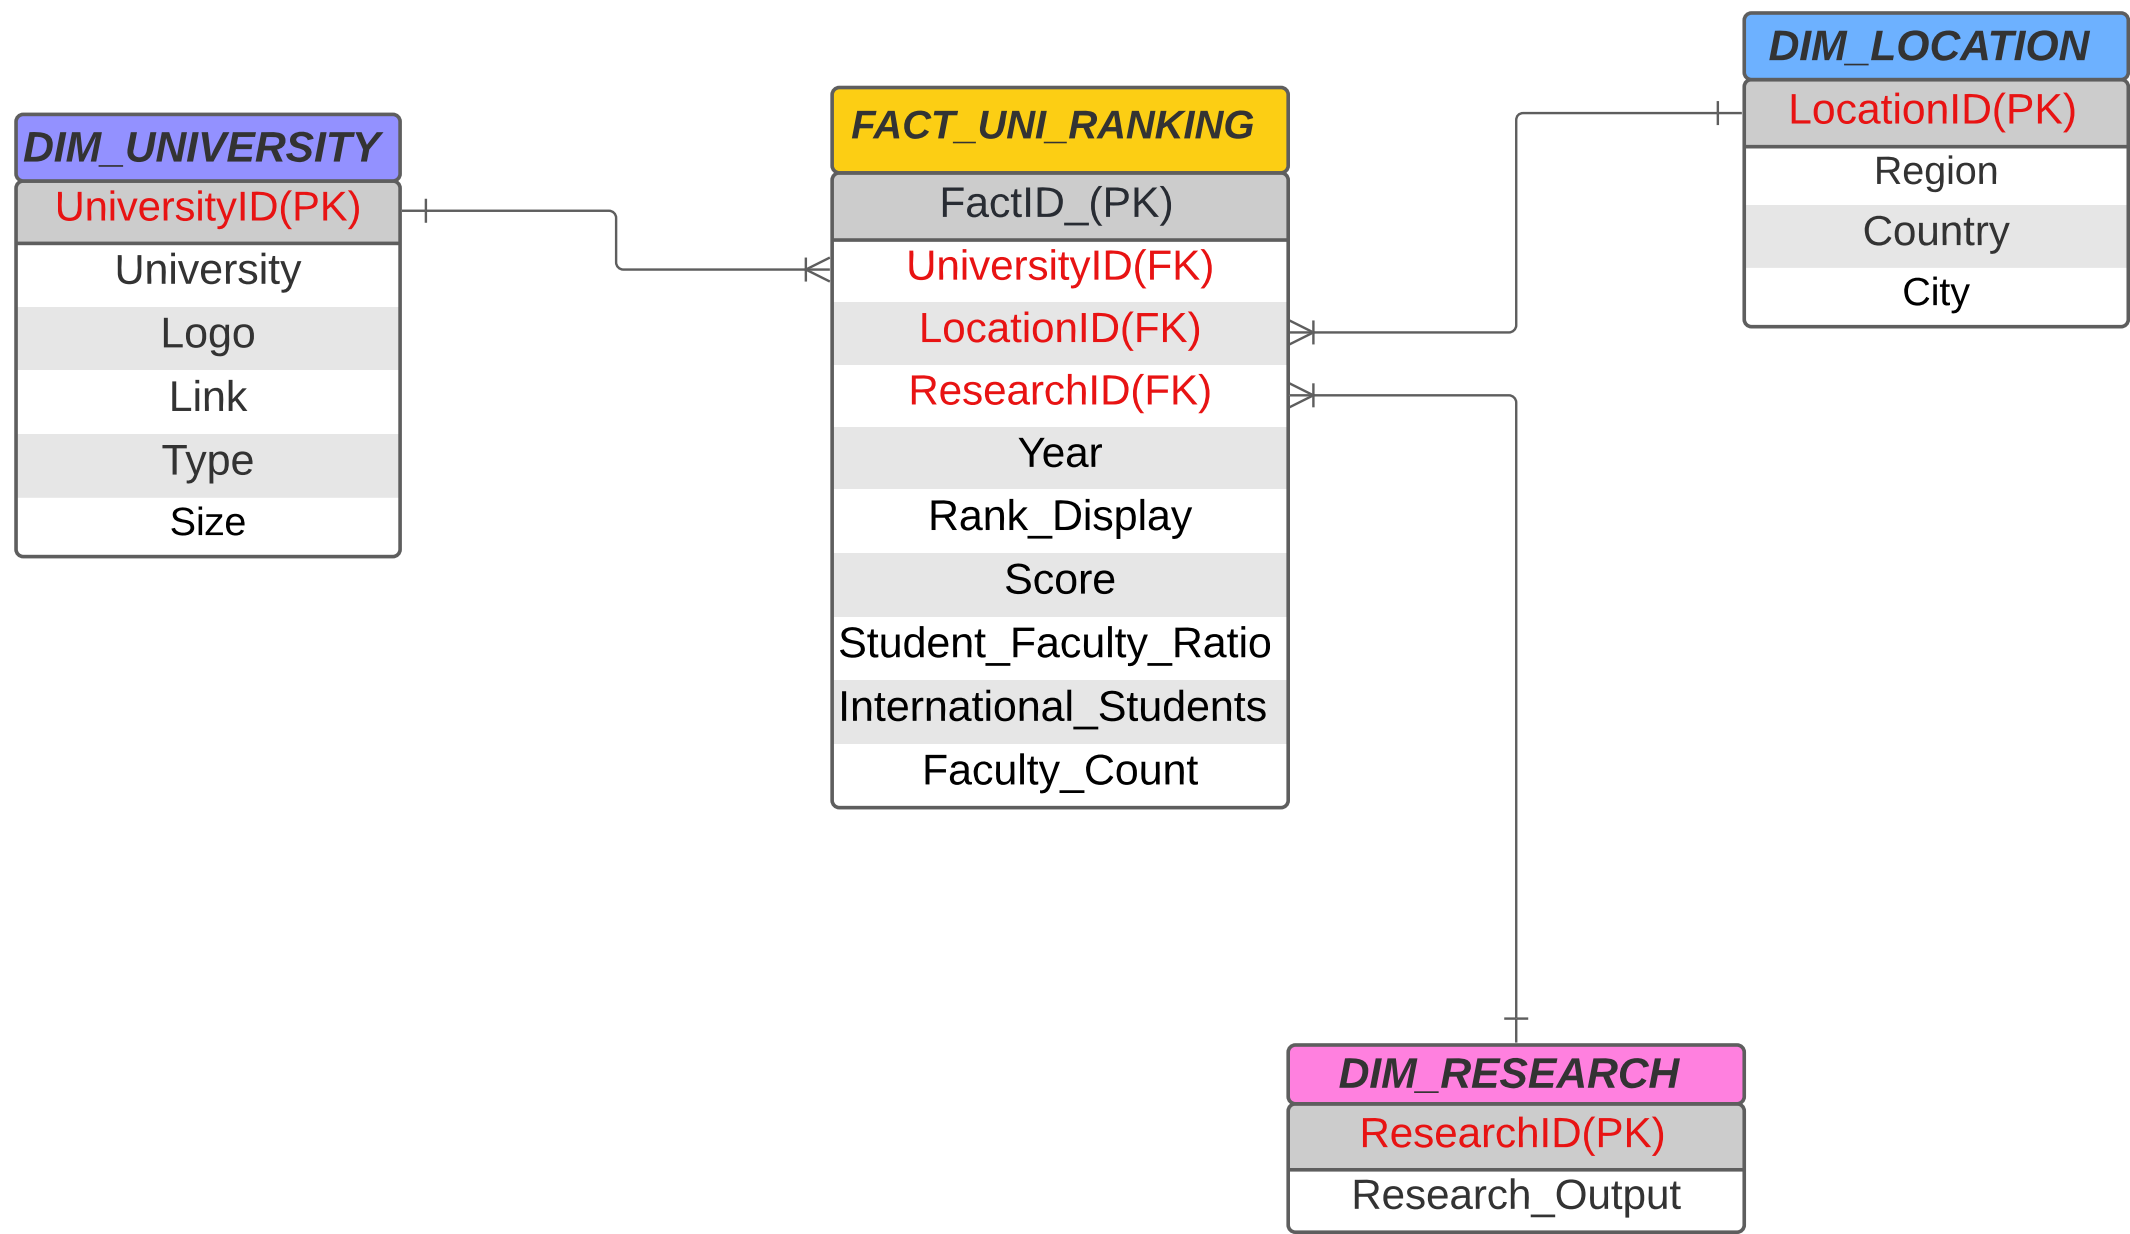 DIM_UNIVERSITY
UniversityID(PK)
University
Logo
Link
Type
Size
FACT_UNI_RANKING
FactID_(PK)
UniversityID(FK)
LocationID(FK)
ResearchID(FK)
Year
Rank_Display
Score
Student_Faculty_Ratio
International_Students
Faculty_Count
DIM_LOCATION
LocationID(PK)
Region
Country
City
DIM_RESEARCH
ResearchID(PK)
Research_Output